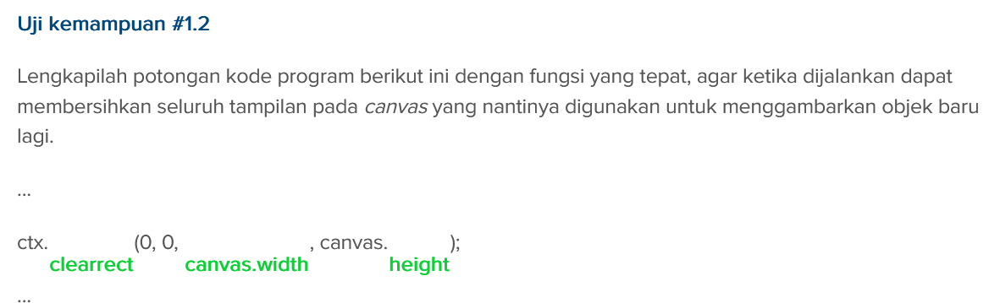 Uji kemampuan #1.2
Lengkapilah potongan kode program berikut ini dengan fungsi yang tepat, agar ketika dijalankan dapat
membersihkan seluruh tampilan pada canvas yang nantinya digunakan untuk menggambarkan objek baru
lagi.
...
ctx. (0, 0, , canvas. );
clearrect canvas.width height
...